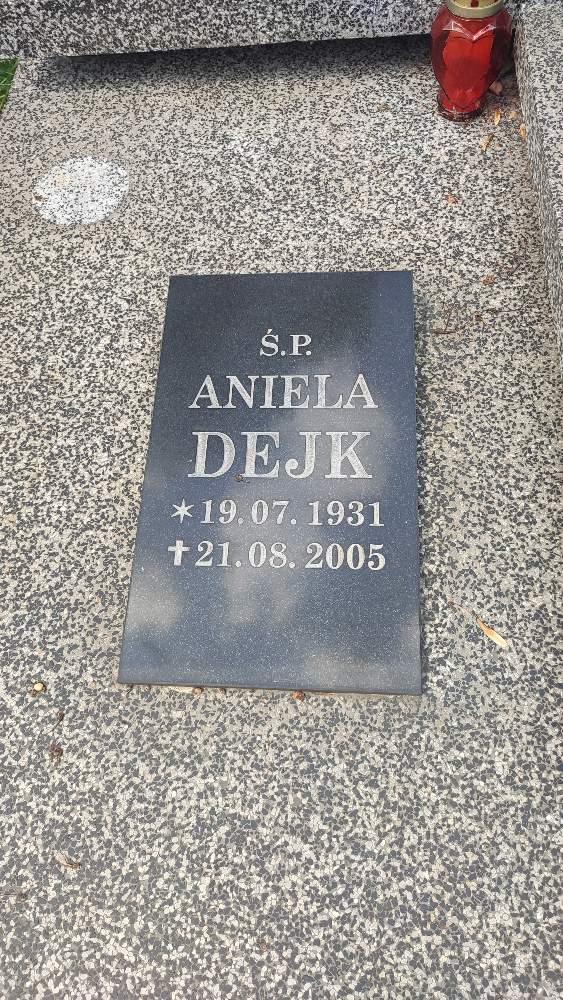 Ś.P.
ANIELA
DEJK
✶19.07.1931
✝21.08.2005